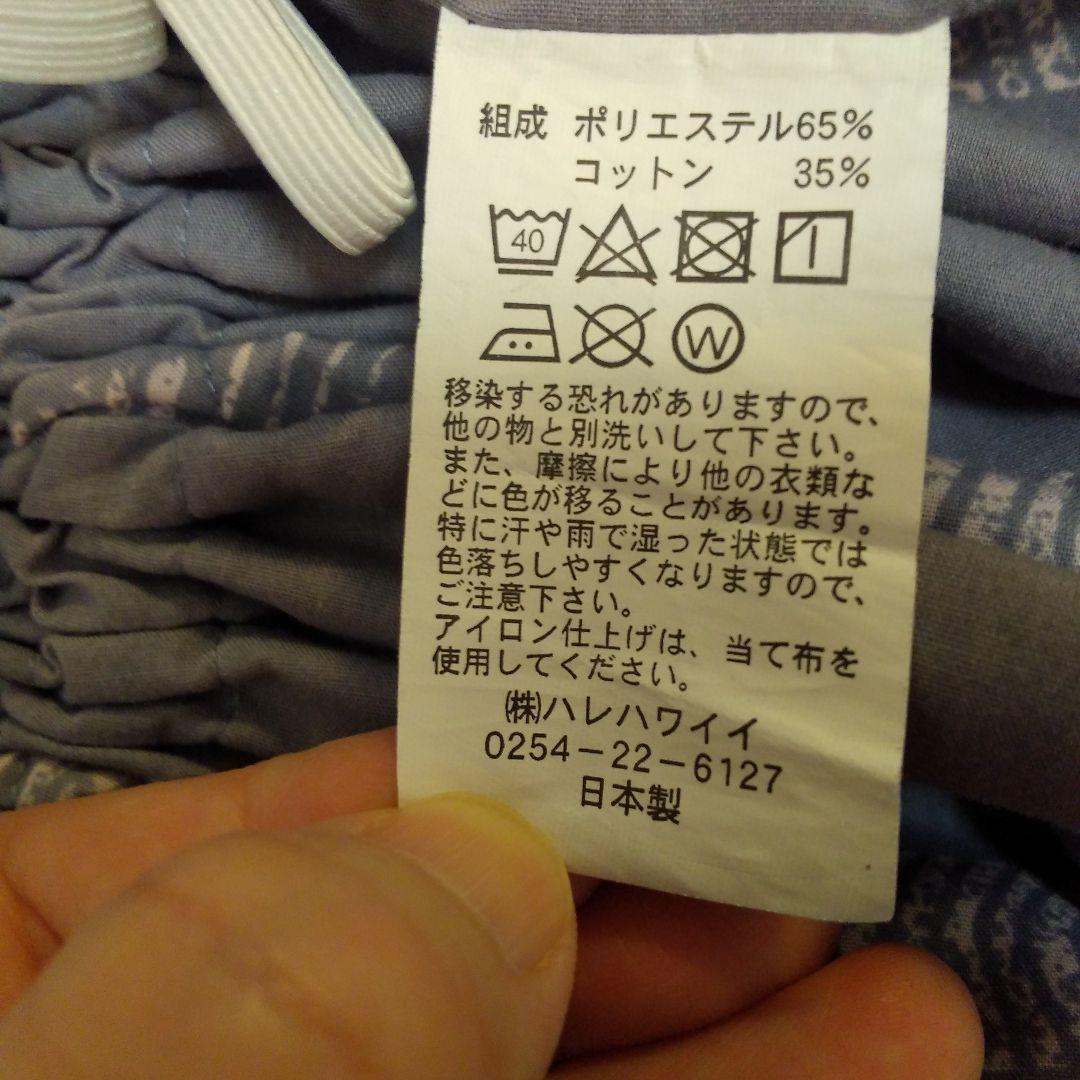 組成 ポリエステル65%
コットン 35%
40
W
移染する恐れがありますので、
他の物と別洗いして下さい。
また、摩擦により他の衣類な
どに色が移ることがあります。
特に汗や雨で湿った状態では
色落ちしやすくなりますので、
ご注意下さい。
アイロン仕上げは、当て布を
使用してください。
㈱ハレハワイイ
0254-22-6127
日本製